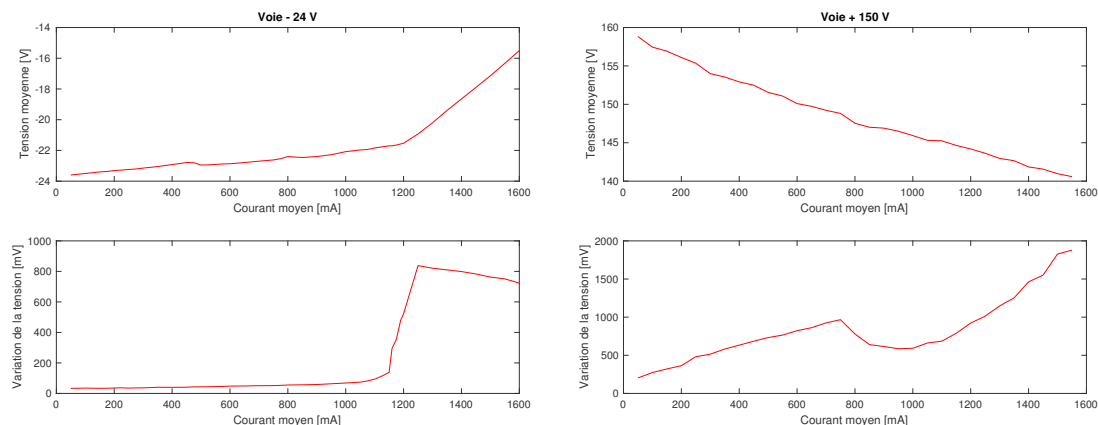 Voie - 24 V
Tension moyenne [V]
-14
-16
-18
-20
-22
-24
0 200 400 600 800 1000 1200 1400 1600
Courant moyen [mA]
Voie + 150 V
Tension moyenne [V]
160
155
150
145
140
0 200 400 600 800 1000 1200 1400 1600
Courant moyen [mA]
Variation de la tension [mV]
1000
800
600
400
200
0
0 200 400 600 800 1000 1200 1400 1600
Courant moyen [mA]
Variation de la tension [mV]
2000
1500
1000
500
0
0 200 400 600 800 1000 1200 1400 1600
Courant moyen [mA]